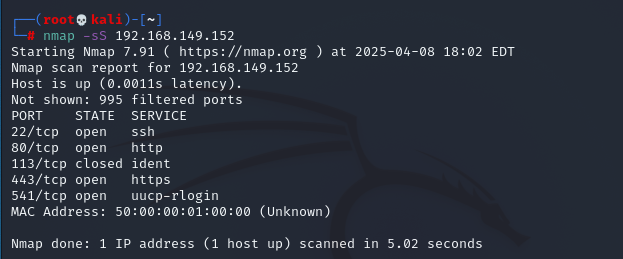 ┌──(root💀kali)-[~]
└─# nmap -sS 192.168.149.152
Starting Nmap 7.91 ( https://nmap.org ) at 2025-04-08 18:02 EDT
Nmap scan report for 192.168.149.152
Host is up (0.0011s latency).
Not shown: 995 filtered ports
PORT    STATE  SERVICE
22/tcp  open   ssh
80/tcp  open   http
113/tcp closed ident
443/tcp open   https
541/tcp open   uucp-rlogin
MAC Address: 50:00:00:01:00:00 (Unknown)

Nmap done: 1 IP address (1 host up) scanned in 5.02 seconds